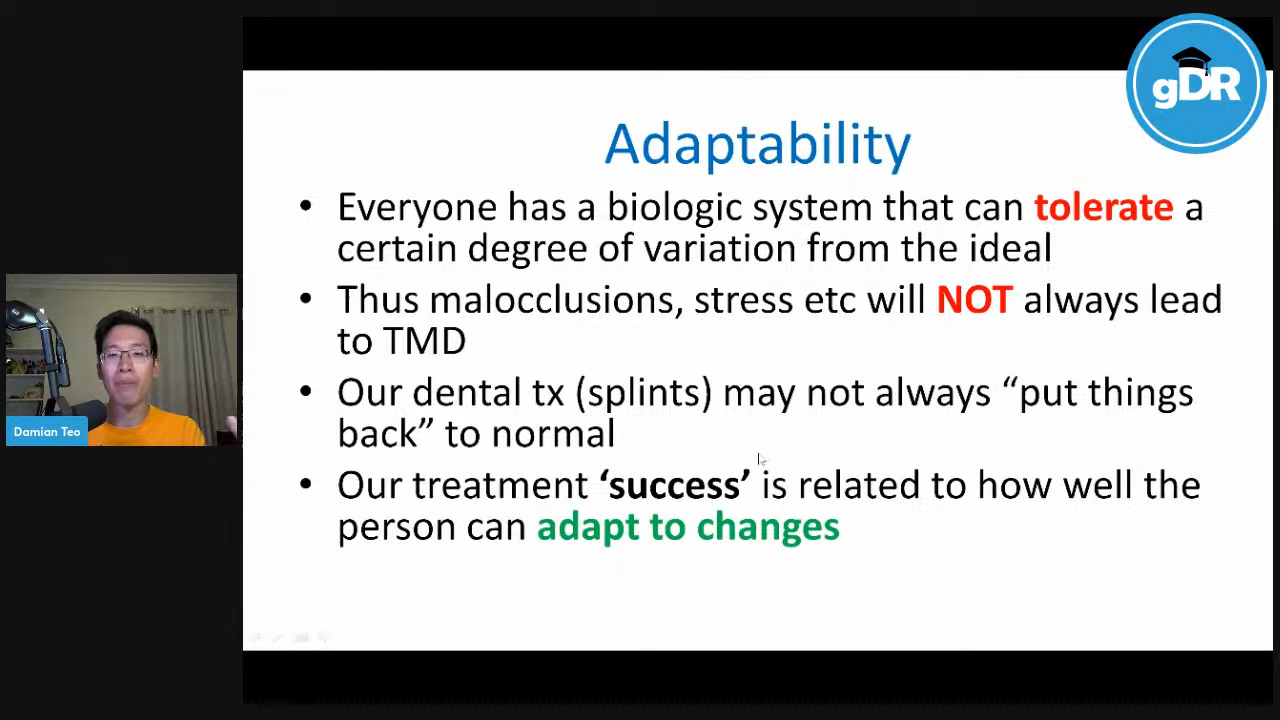 gDR
Adaptability
• Everyone has a biologic system that can tolerate a
certain degree of variation from the ideal
• Thus malocclusions, stress etc will NOT always lead
to TMD
• Our dental tx (splints) may not always “put things
back” to normal
• Our treatment ‘success’ is related to how well the
person can adapt to changes
Damian Teo